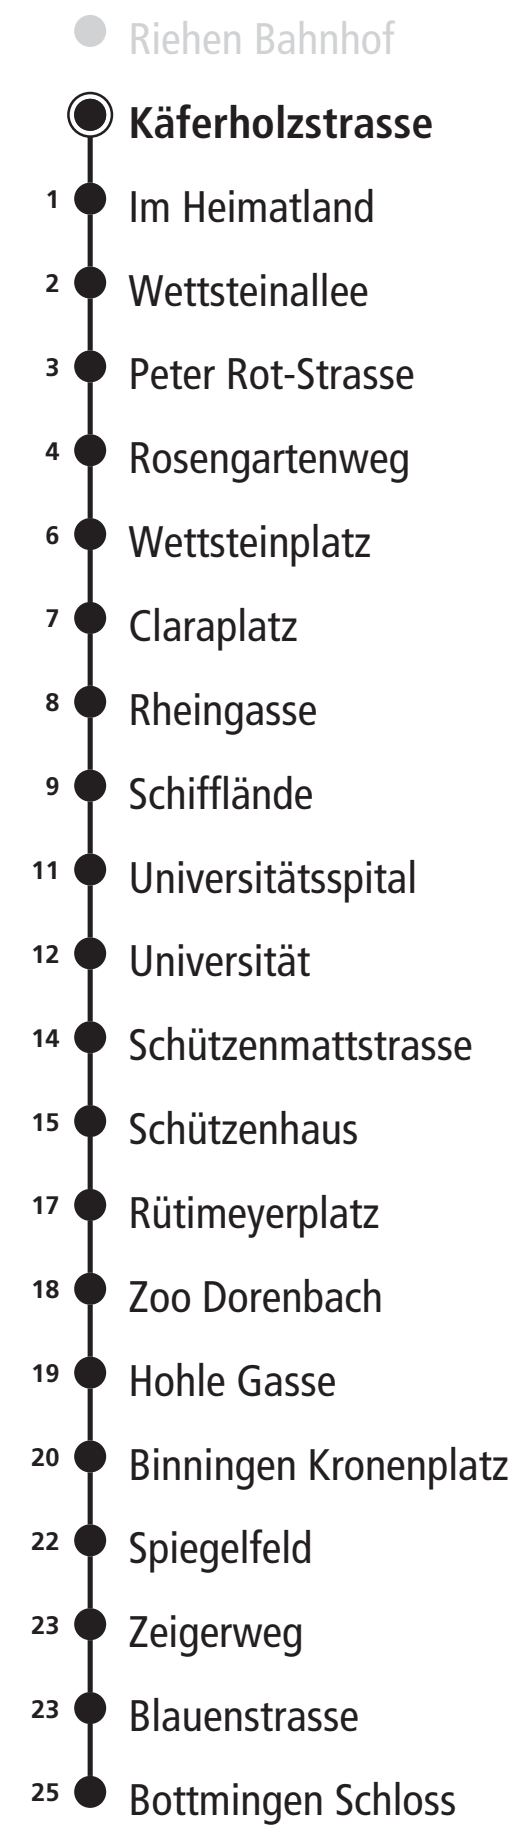 Riehen Bahnhof
Käferholzstrasse
1 Im Heimatland
2 Wettsteinallee
3 Peter Rot-Strasse
4 Rosengartenweg
6 Wettsteinplatz
7 Claraplatz
8 Rheingasse
9 Schifflände
11 Universitätsspital
12 Universität
14 Schützenmattstrasse
15 Schützenhaus
17 Rütimeyerplatz
18 Zoo Dorenbach
19 Hohle Gasse
20 Binningen Kronenplatz
22 Spiegelfeld
23 Zeigerweg
23 Blauenstrasse
25 Bottmingen Schloss